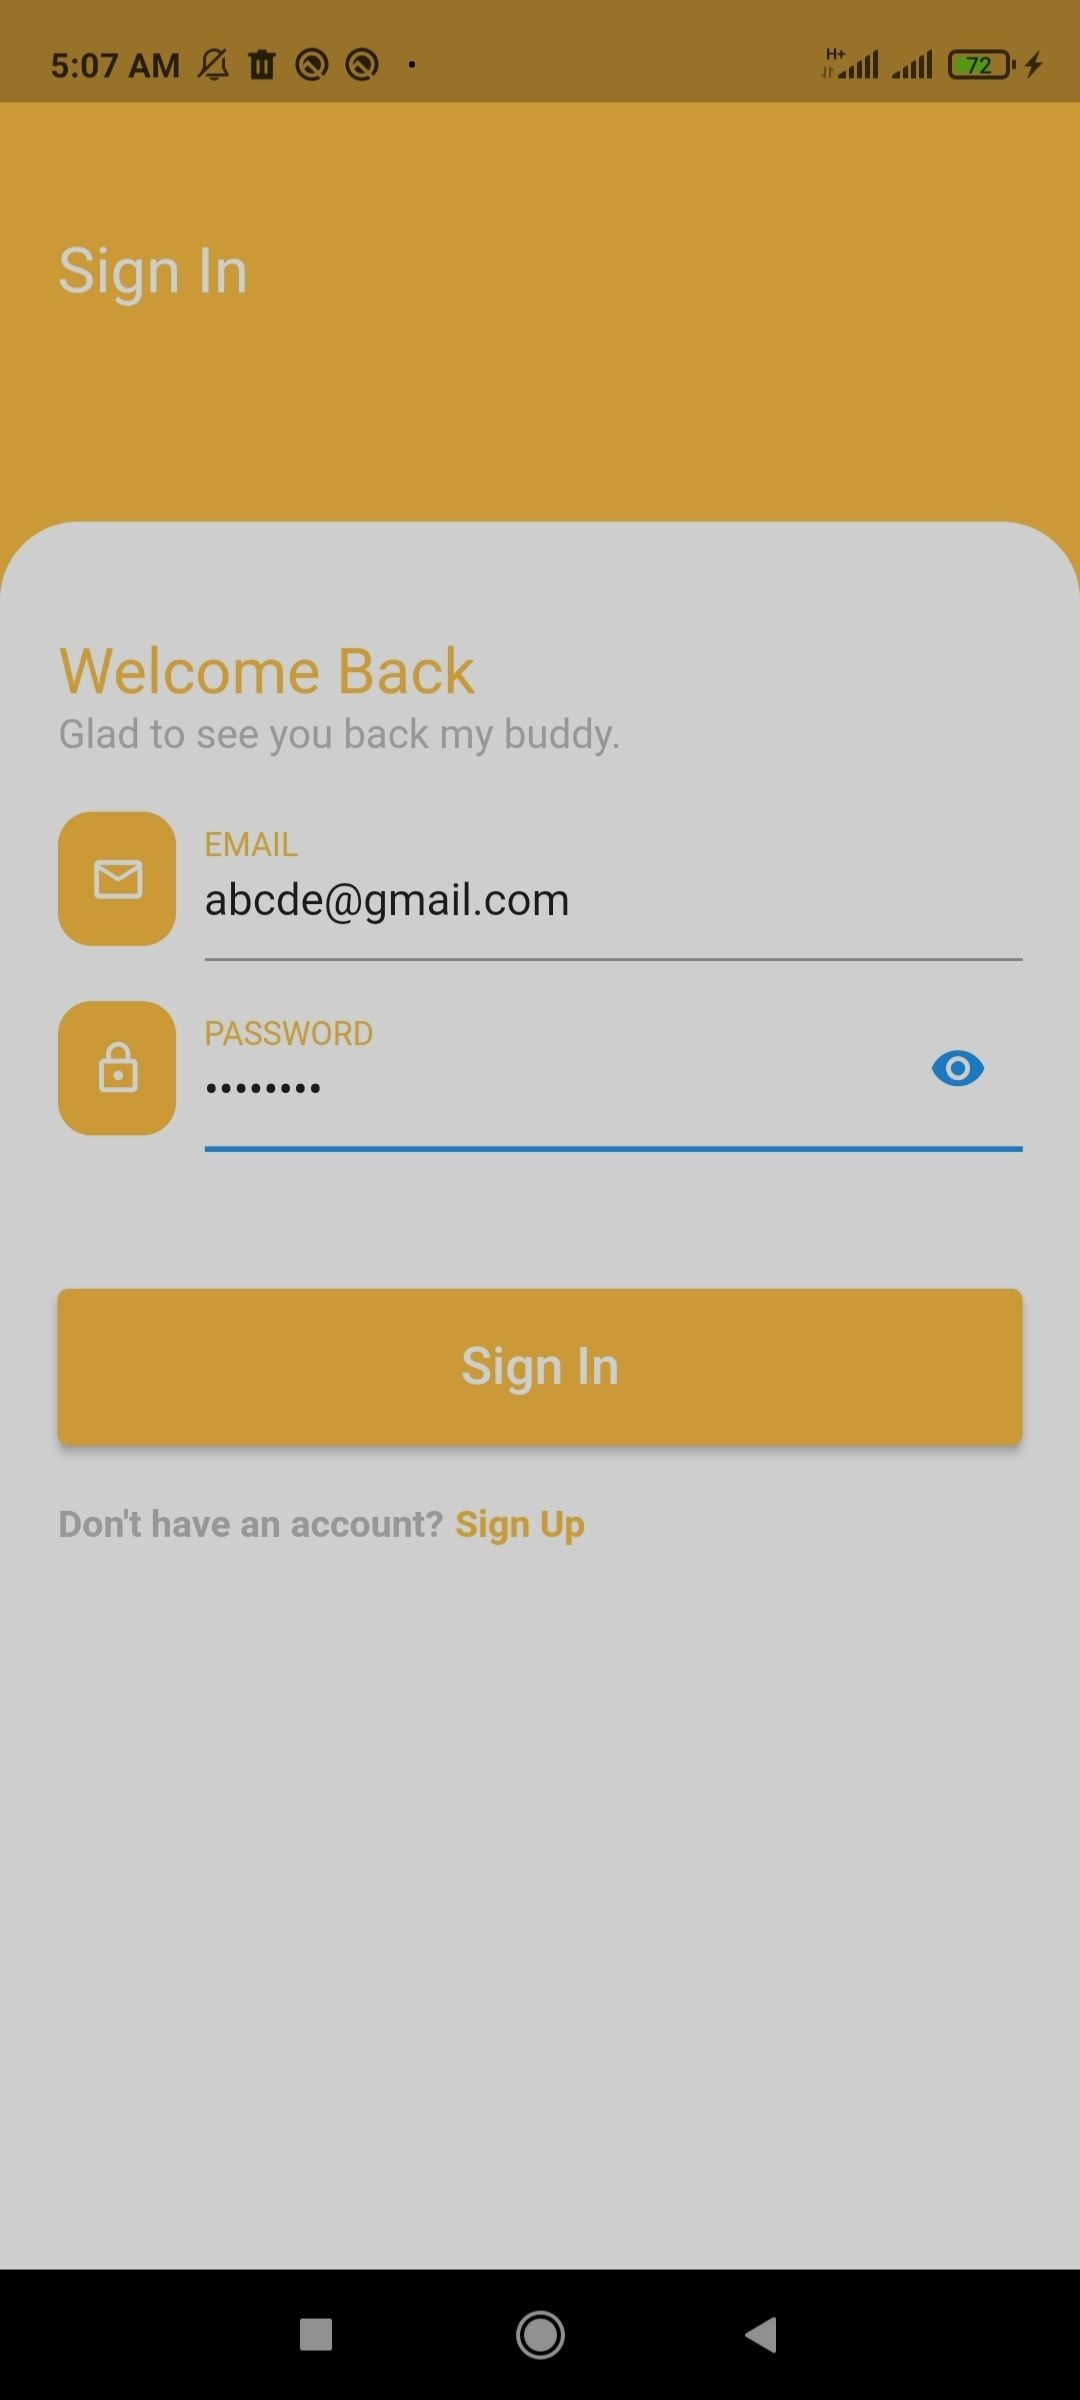 5:07 AM
H+
72
Sign In
Welcome Back
Glad to see you back my buddy.
EMAIL
abcde@gmail.com
PASSWORD
••••••••
Sign In
Don't have an account? Sign Up